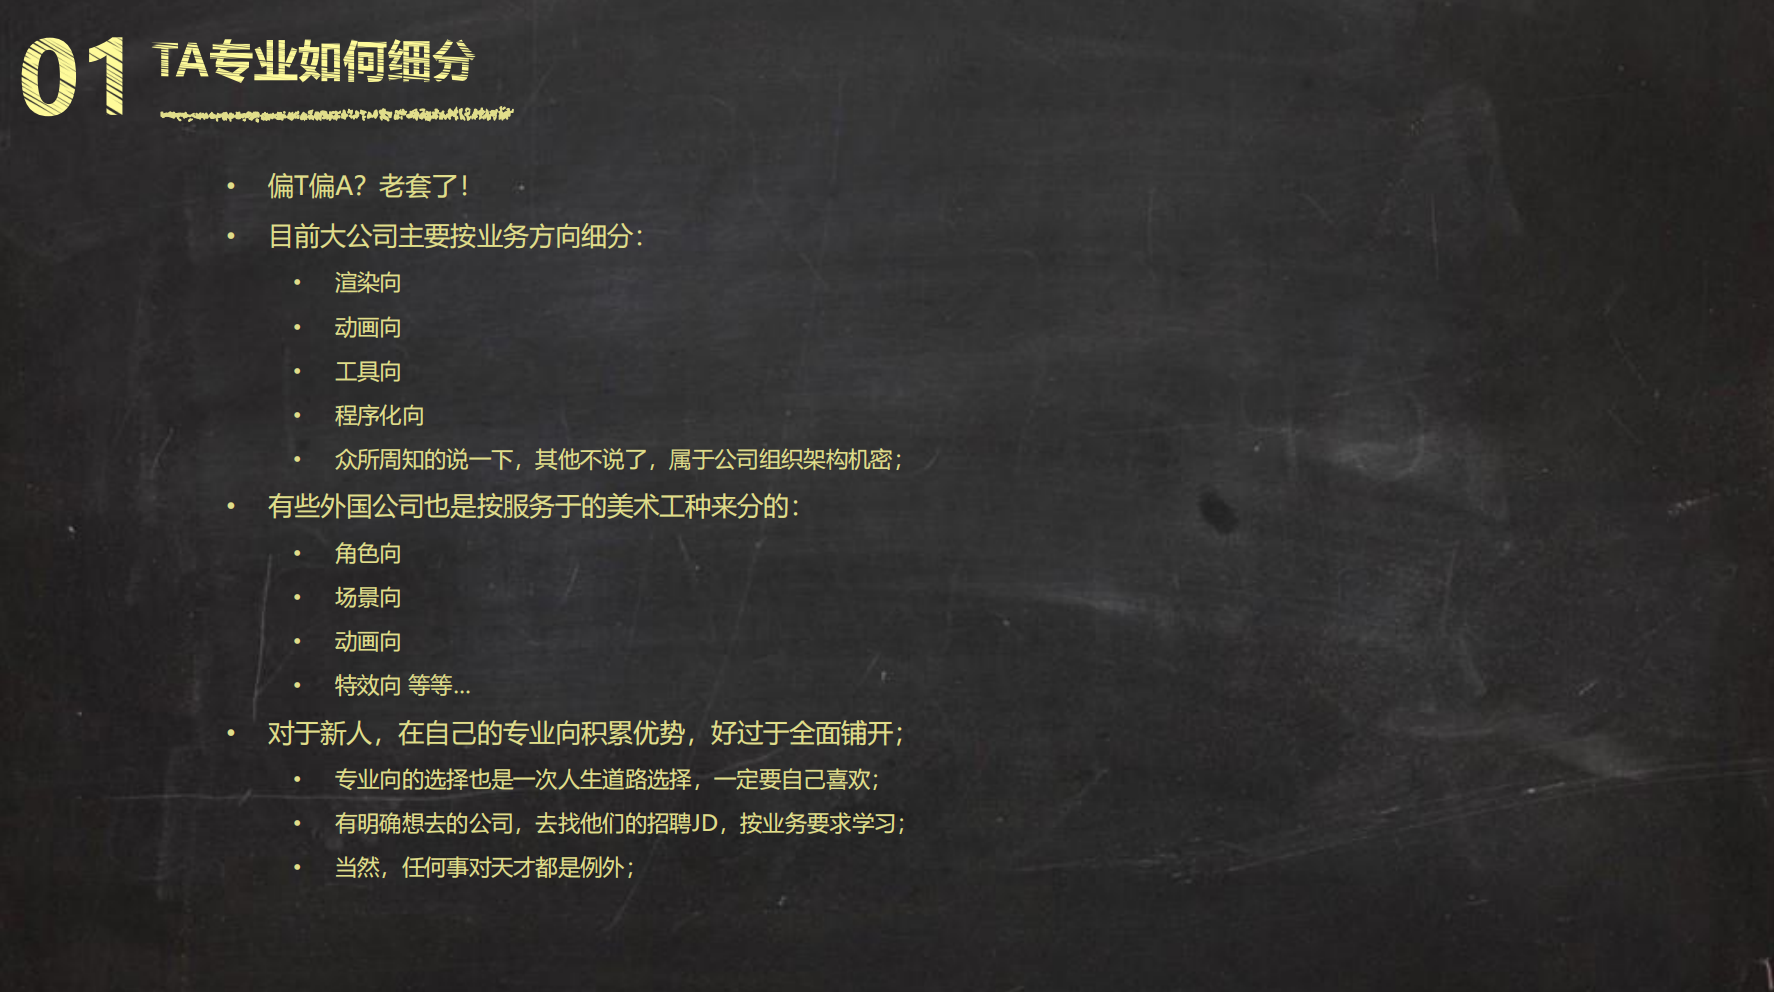 01 TA专业如何细分
• 偏T偏A？老套了！
• 目前大公司主要按业务方向细分：
• 渲染向
• 动画向
• 工具向
• 程序化向
• 众所周知的说一下，其他不说了，属于公司组织架构机密；
• 有些外国公司也是按服务于的美术工种来分的：
• 角色向
• 场景向
• 动画向
• 特效向 等等...
• 对于新人，在自己的专业向积累优势，好过于全面铺开；
• 专业向的选择也是一次人生道路选择，一定要自己喜欢；
• 有明确想去的公司，去找他们的招聘JD，按业务要求学习；
• 当然，任何事对天才都是例外；